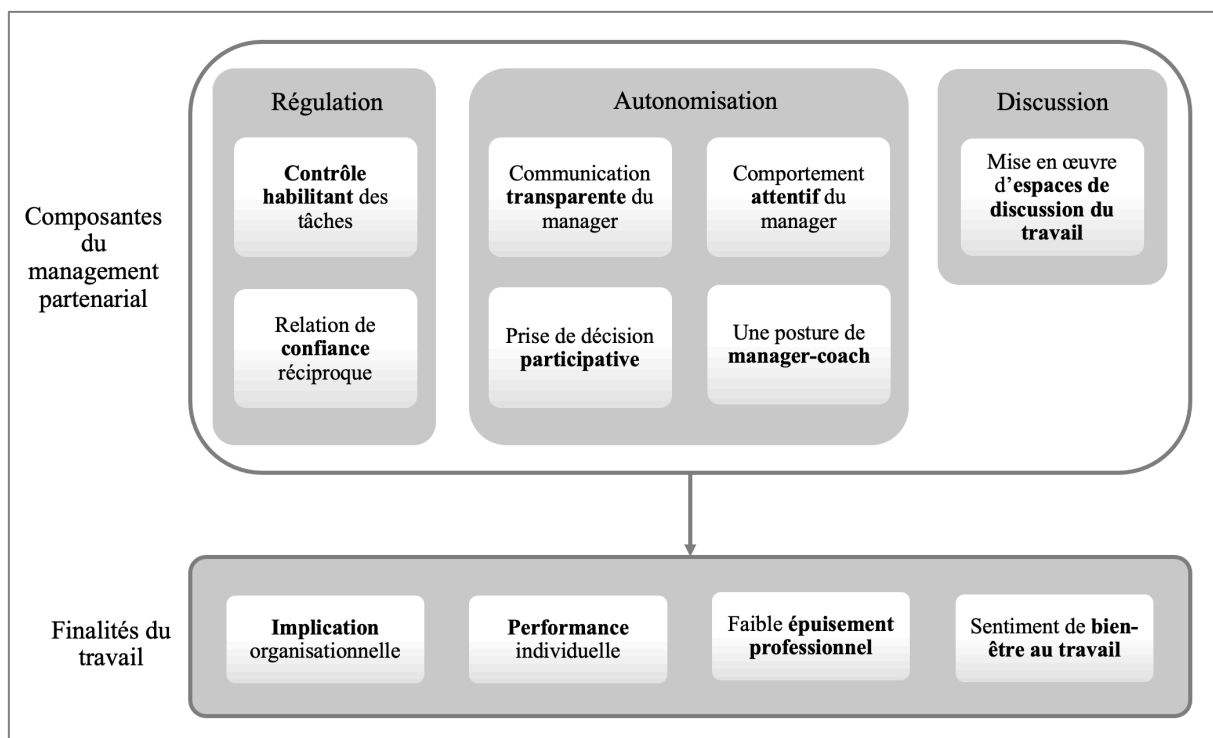 Composantes
du
management
partenarial
Régulation
Contrôle
habilitant des
tâches
Relation de
confiance
réciproque
Autonomisation
Communication
transparente du
manager
Comportement
attentif du
manager
Prise de décision
participative
Une posture de
manager-coach
Discussion
Mise en œuvre
d’espaces de
discussion du
travail
Finalités du
travail
Implication
organisationnelle
Performance
individuelle
Faible épuisement
professionnel
Sentiment de bien-
être au travail